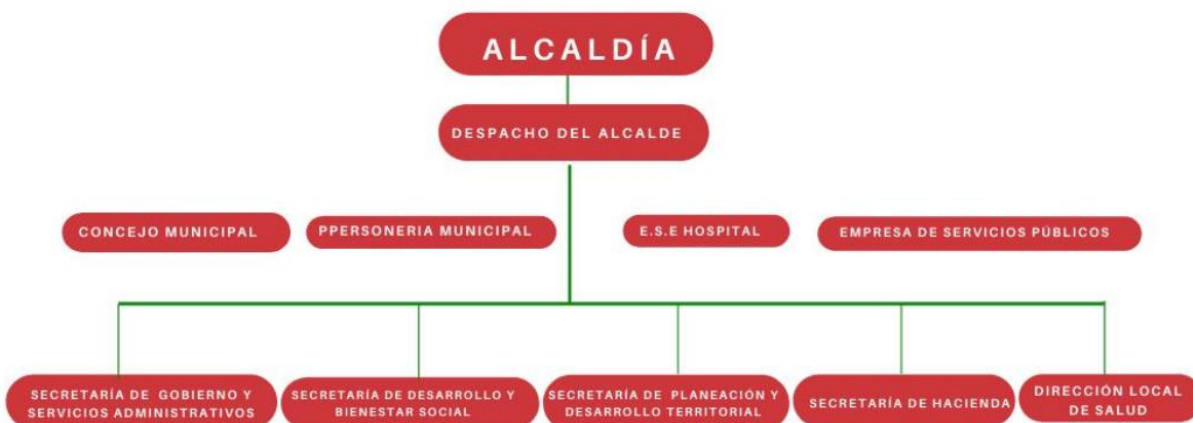 ALCALDÍA
DESPACHO DEL ALCALDE
CONCEJO MUNICIPAL
PPERSONERIA MUNICIPAL
E.S.E HOSPITAL
EMPRESA DE SERVICIOS PÚBLICOS
SECRETARÍA DE GOBIERNO Y
SERVICIOS ADMINISTRATIVOS
SECRETARÍA DE DESARROLLO Y
BIENESTAR SOCIAL
SECRETARÍA DE PLANEACIÓN Y
DESARROLLO TERRITORIAL
SECRETARÍA DE HACIENDA
DIRECCIÓN LOCAL
DE SALUD